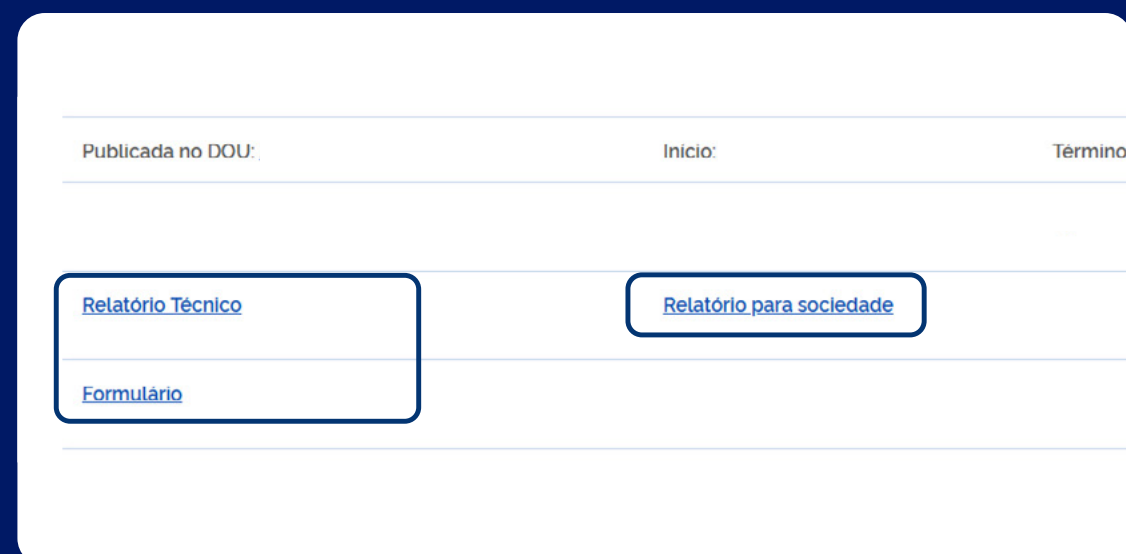 Publicada no DOU: Início: Término
Relatório Técnico Relatório para sociedade
Formulário